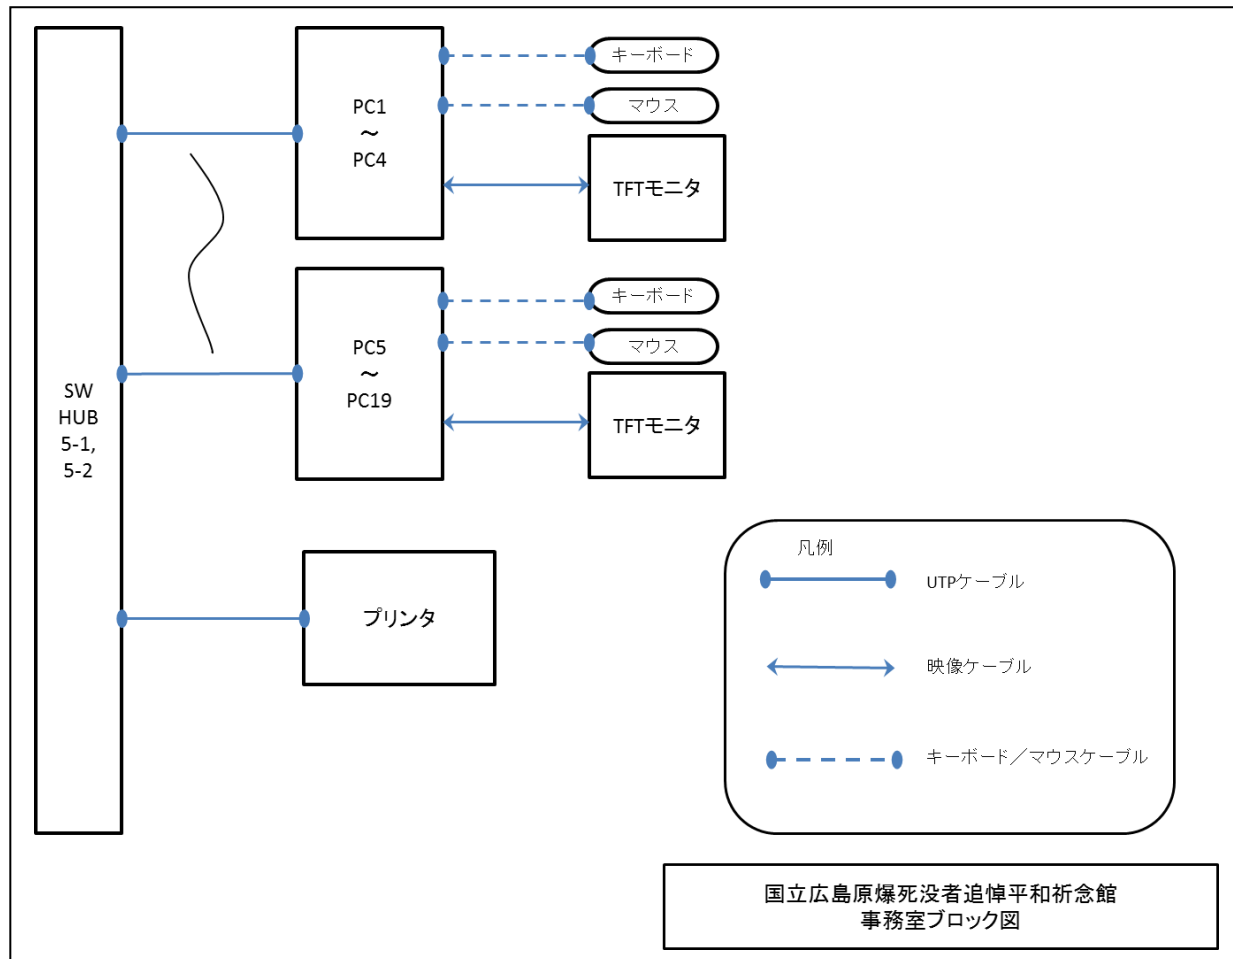 SW
HUB
5-1,
5-2
PC1
～
PC4
キーボード
マウス
TFTモニタ
PC5
～
PC19
キーボード
マウス
TFTモニタ
プリンタ
凡例
UTPケーブル
映像ケーブル
キーボード／マウスケーブル
国立広島原爆死没者追悼平和祈念館
事務室ブロック図